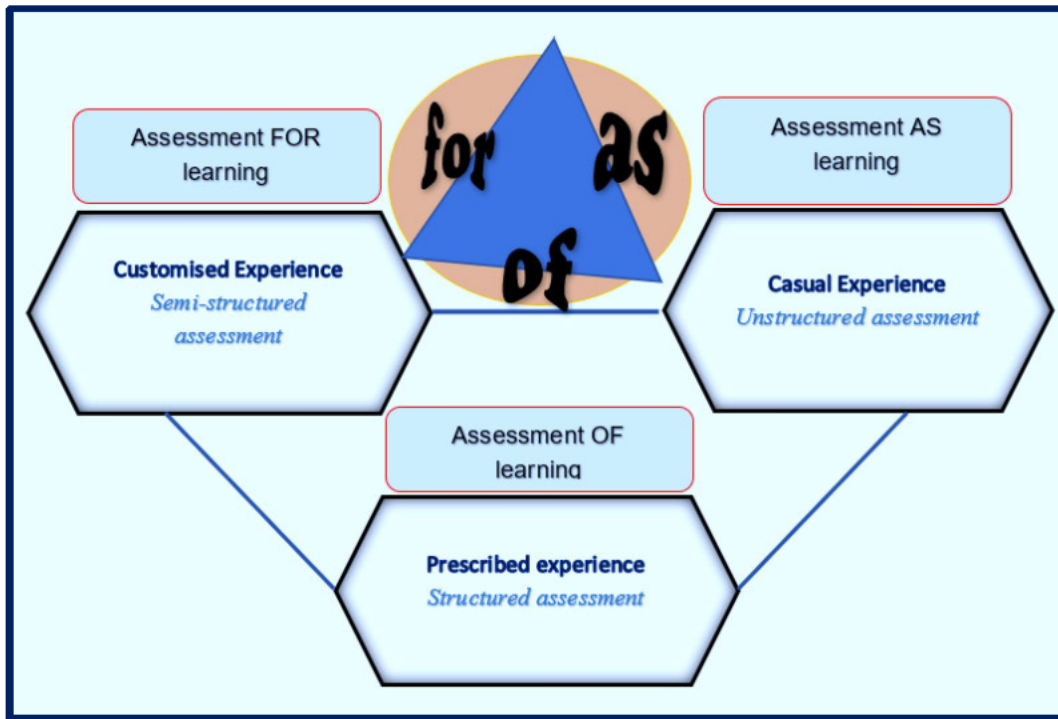 for
as
of
Assessment FOR
learning
Assessment AS
learning
Customised Experience
Semi-structured
assessment
Casual Experience
Unstructured assessment
Assessment OF
learning
Prescribed experience
Structured assessment